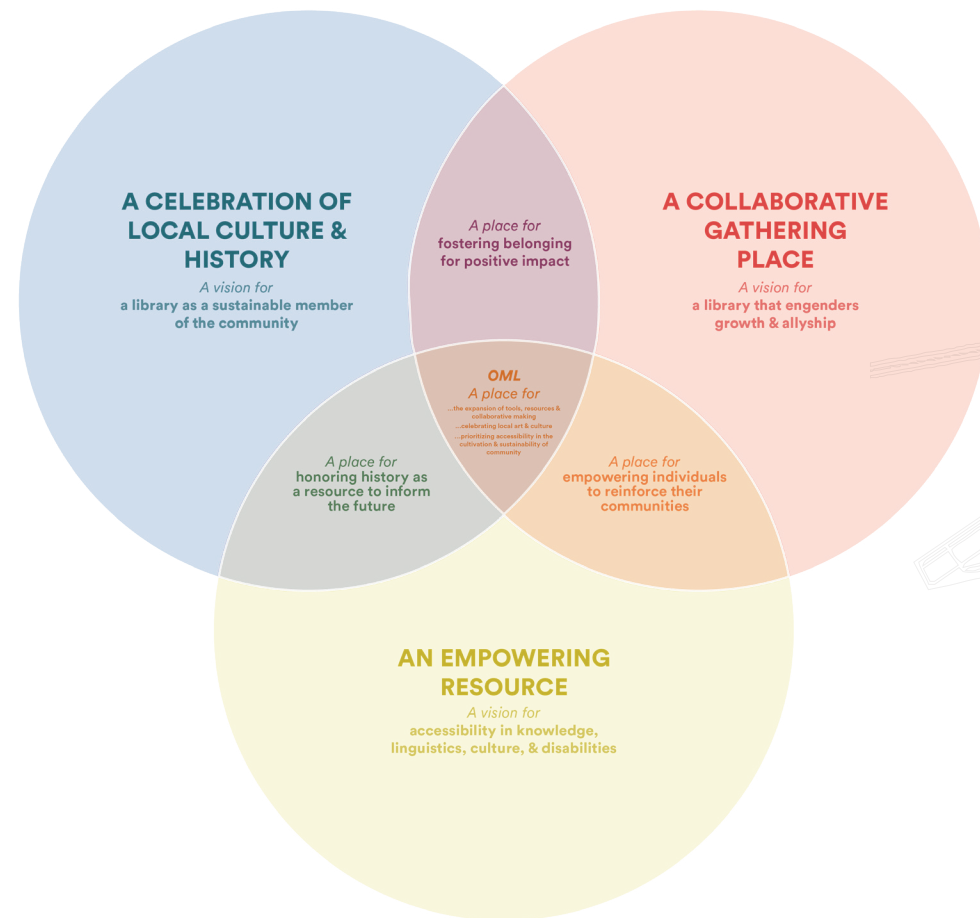 A CELEBRATION OF
LOCAL CULTURE &
HISTORY
A vision for
a library as a sustainable member
of the community
A place for
fostering belonging
for positive impact
A COLLABORATIVE
GATHERING
PLACE
A vision for
a library that engenders
growth & allyship
OML
A place for
...the expansion of tools, resources &
collaborative making
...celebrating local art & culture
...prioritizing accessibility in the
cultivation & sustainability of
community
A place for
honoring history as
a resource to inform
the future
A place for
empowering individuals
to reinforce their
communities
AN EMPOWERING
RESOURCE
A vision for
accessibility in knowledge,
linguistics, culture, & disabilities